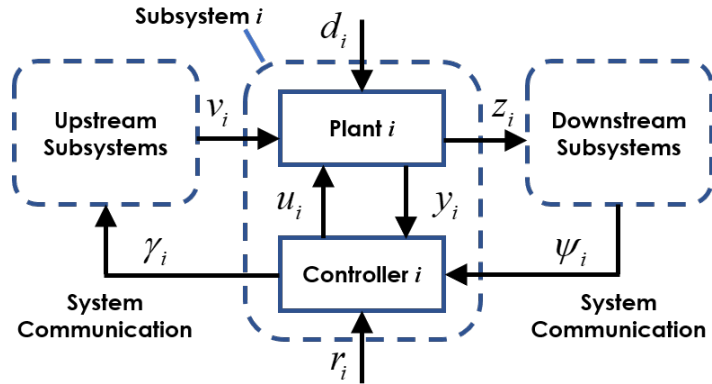 Subsystem i
d_i
Upstream
Subsystems
v_i
Plant i
z_i
Downstream
Subsystems
u_i
y_i
γ_i
Controller i
ψ_i
System
Communication
System
Communication
r_i